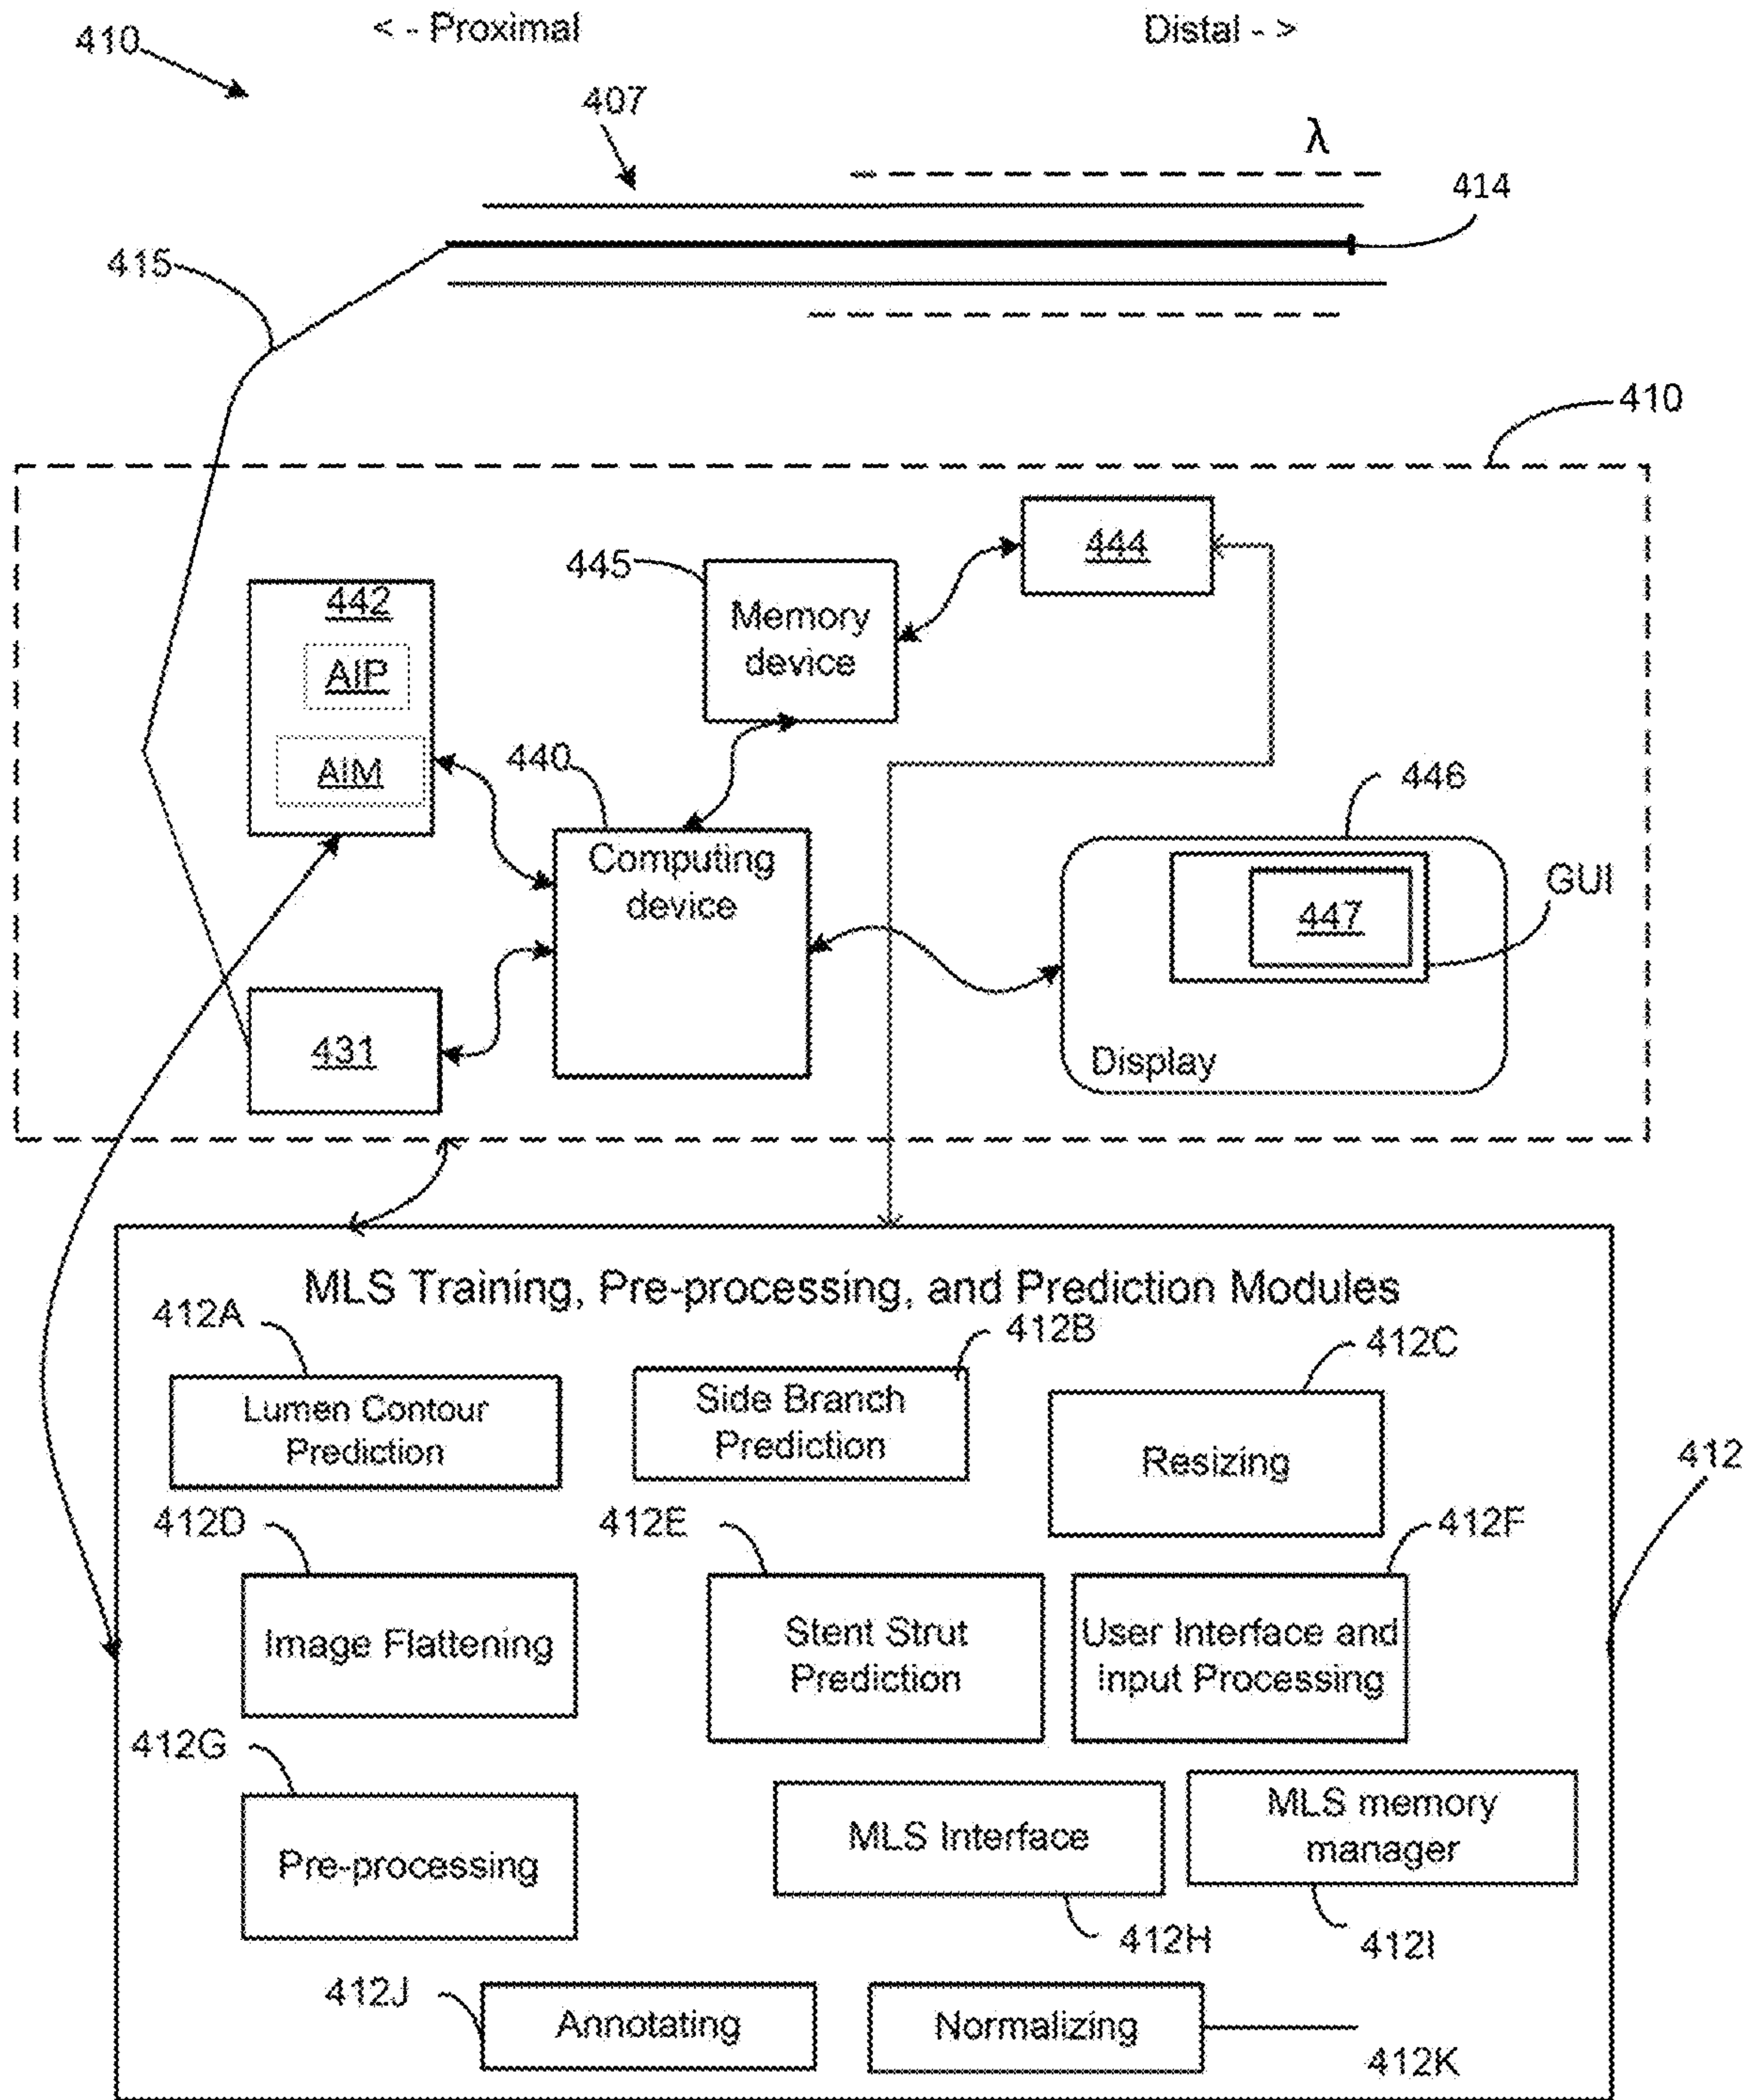 < - Proximal
Distal - >
410
407
λ
414
415
410
444
445
442
Memory
device
AIP
AIM
440
446
Computing
device
GUI
447
431
Display
MLS Training, Pre-processing, and Prediction Modules
412A
412B
412C
Lumen Contour
Prediction
Side Branch
Prediction
Resizing
412
412D
412E
412F
Image Flattening
Stent Strut
Prediction
User Interface and
input Processing
412G
Pre-processing
MLS Interface
MLS memory
manager
412H
412I
412J
Annotating
Normalizing
412K